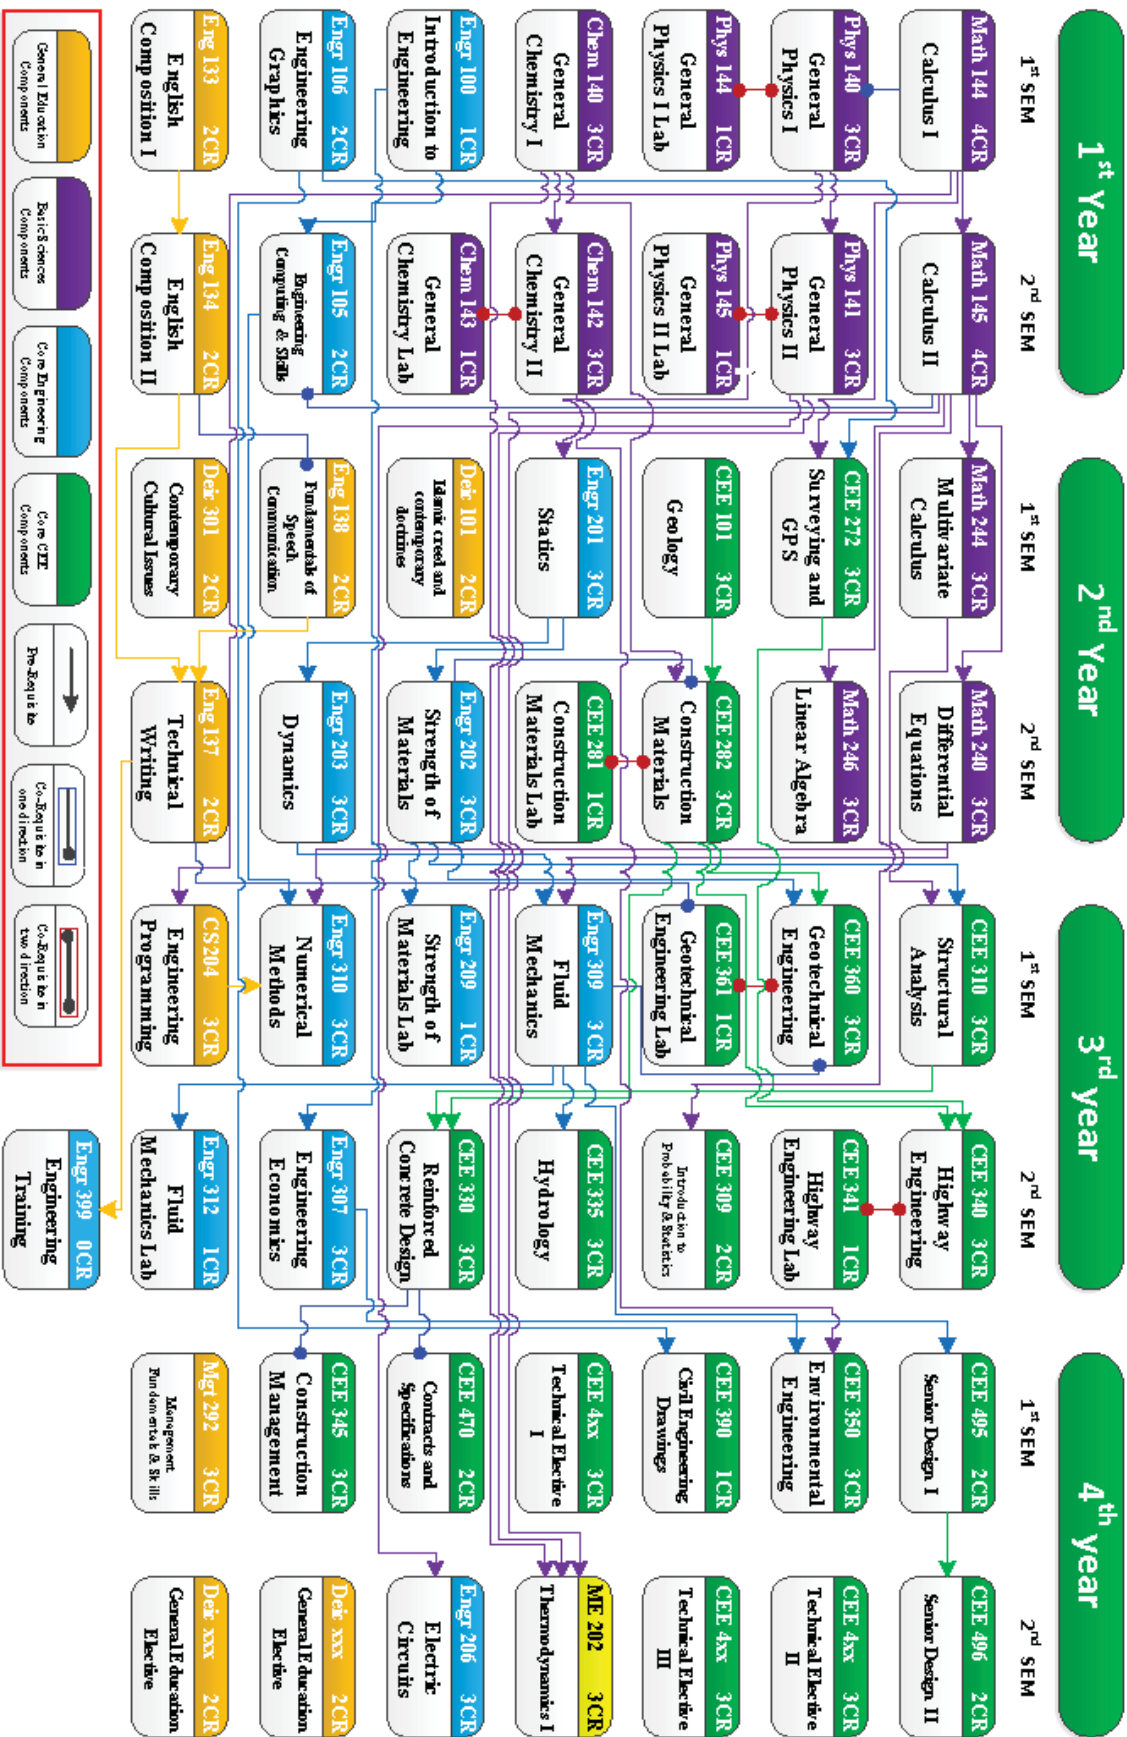 1st Year
2nd Year
3rd year
4th year
1st SEM
2nd SEM
1st SEM
2nd SEM
1st SEM
2nd SEM
1st SEM
2nd SEM
Math 144 4CR
Calculus I
Phys 140 3CR
General
Physics I
Phys 144 1CR
General
Physics I Lab
Chem 140 3CR
General
Chemistry I
Engr 100 1CR
Introduction to
Engineering
Engr 106 2CR
Engineering
Graphics
Eng 133 2CR
English
Composition I
Math 145 4CR
Calculus II
Phys 141 3CR
General
Physics II
Phys 145 1CR
General
Physics II Lab
Chem 142 3CR
General
Chemistry II
Chem 143 1CR
General
Chemistry Lab
Engr 105 2CR
Engineering
Computing & Skills
Eng 134 2CR
English
Composition II
Math 244 3CR
Multivariate
Calculus
CEE 272 3CR
Surveying and
GPS
CEE 101 3CR
Geology
Engr 201 3CR
Statics
Deic 101 2CR
Islamic creed and
contemporary
doctrines
Eng 138 2CR
Fundamentals of
Speech
Communication
Deic 301 2CR
Contemporary
Cultural Issues
Math 240 3CR
Differential
Equations
Math 246 3CR
Linear Algebra
CEE 282 3CR
Construction
Materials
CEE 281 1CR
Construction
Materials Lab
Engr 202 3CR
Strength of
Materials
Engr 203 3CR
Dynamics
Eng 137 2CR
Technical
Writing
CEE 310 3CR
Structural
Analysis
CEE 360 3CR
Geotechnical
Engineering
CEE 361 1CR
Geotechnical
Engineering Lab
Engr 309 3CR
Fluid
Mechanics
Engr 209 1CR
Strength of
Materials Lab
Engr 310 3CR
Numerical
Methods
CS204 3CR
Engineering
Programming
CEE 340 3CR
Highway
Engineering
CEE 341 1CR
Highway
Engineering Lab
CEE 309 2CR
Introduction to
Probability & Statistics
CEE 335 3CR
Hydrology
CEE 330 3CR
Reinforced
Concrete Design
Engr 307 3CR
Engineering
Economics
Engr 312 1CR
Fluid
Mechanics Lab
Engr 399 0CR
Engineering
Training
CEE 495 2CR
Senior Design I
CEE 350 3CR
Environmental
Engineering
CEE 390 1CR
Civil Engineering
Drawings
CEE 4xx 3CR
Technical Elective
I
CEE 470 2CR
Contracts and
Specifications
CEE 345 3CR
Construction
Management
Mgt 292 3CR
Management
Fundamentals & Skills
CEE 496 2CR
Senior Design II
CEE 4xx 3CR
Technical Elective
II
CEE 4xx 3CR
Technical Elective
III
ME 202 3CR
Thermodynamics I
Engr 206 3CR
Electric
Circuits
Deic xxx 2CR
General Education
Elective
Deic xxx 2CR
General Education
Elective
General Education
Components
Basic Sciences
Components
Core Engineering
Components
Core CEE
Components
Pre-Requisite
Co-Requisite in
one direction
Co-Requisite in
two direction